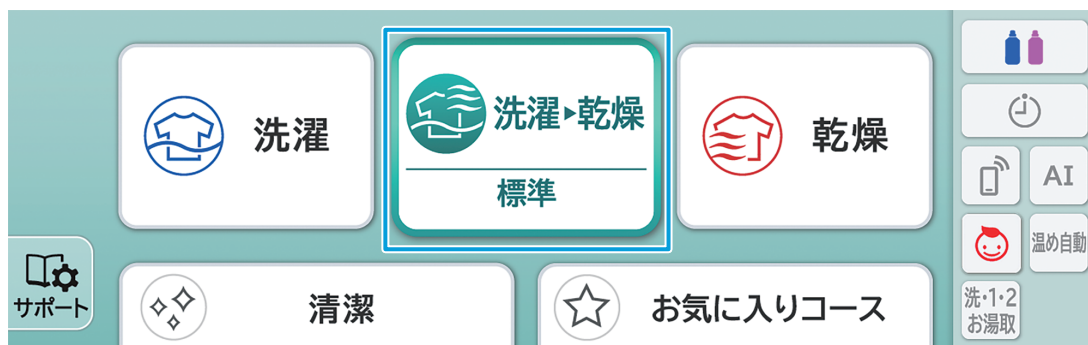 洗濯
洗濯▶乾燥
標準
乾燥
サポート
清潔
お気に入りコース
AI
温め自動
洗・1・2
お湯取